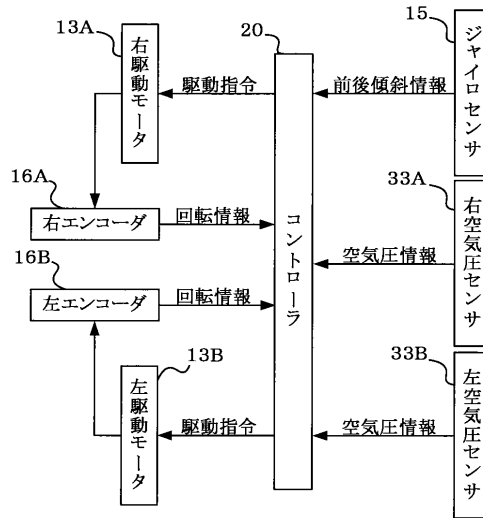 13A
右駆動モータ
20
15
ジャイロセンサ
駆動指令
前後傾斜情報
16A
右エンコーダ
回転情報
コントローラ
33A
右空気圧センサ
空気圧情報
16B
左エンコーダ
回転情報
13B
左駆動モータ
駆動指令
33B
左空気圧センサ
空気圧情報